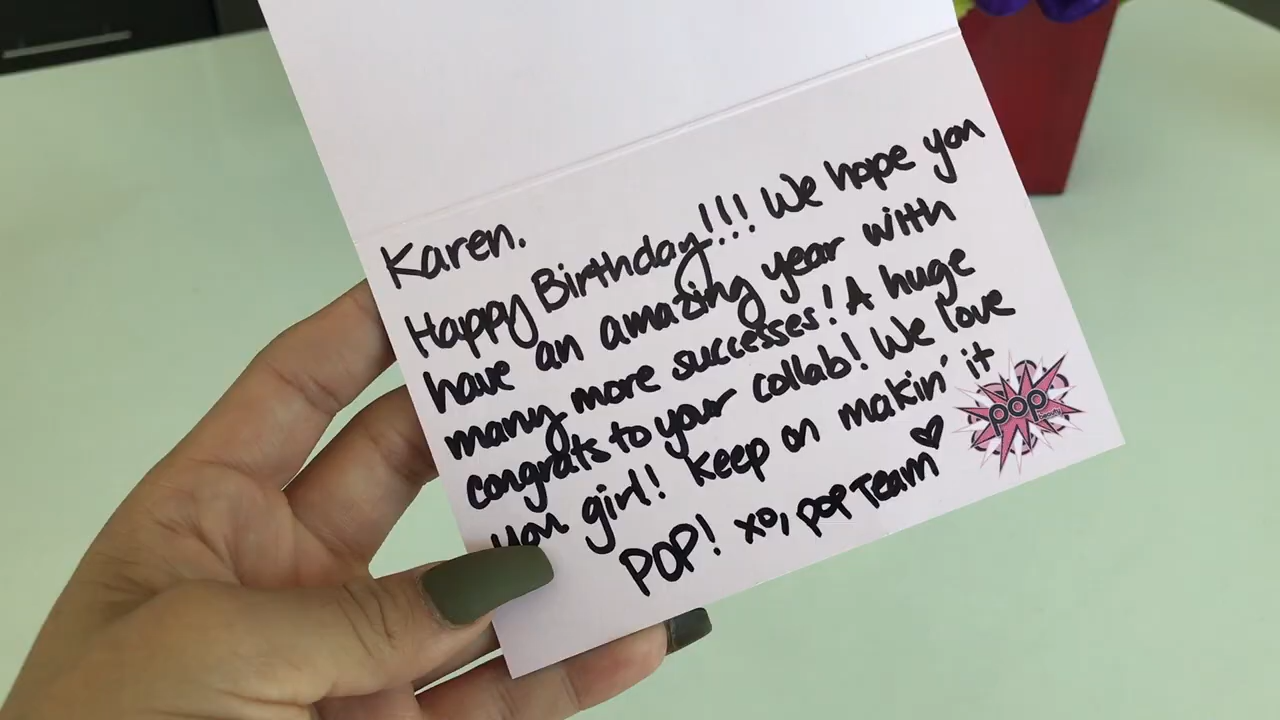 Karen.
Happy Birthday!!! We hope you
have an amazing year with
many more successes! A huge
congrats to your collab! We love
you girl! Keep on makin' it
POP! xo, pop Team ♡
pop